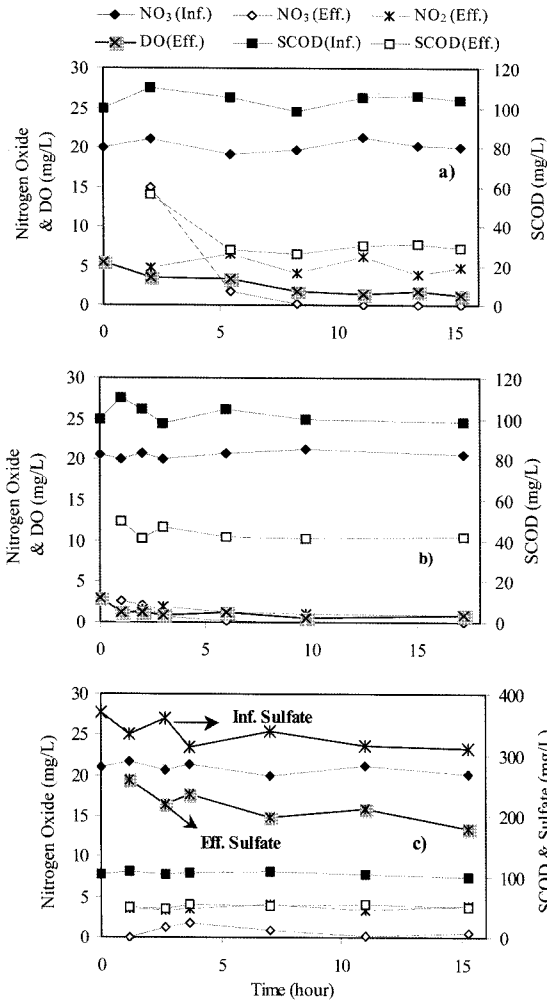 NO3 (Inf.) NO3 (Eff.) NO2 (Eff.)
DO (Eff.) SCOD(Inf.) SCOD(Eff.)
Nitrogen Oxide
& DO (mg/L)
30
25
20
15
10
5
0
120
100
80
60
40
20
0
SCOD (mg/L)
a)
0 5 10 15
Nitrogen Oxide
& DO (mg/L)
30
25
20
15
10
5
0
120
100
80
60
40
20
0
SCOD (mg/L)
b)
0 5 10 15
Nitrogen Oxide (mg/L)
30
25
20
15
10
5
0
400
300
200
100
0
SCOD & Sulfate (mg/L)
Inf. Sulfate
Eff. Sulfate
c)
0 5 10 15
Time (hour)